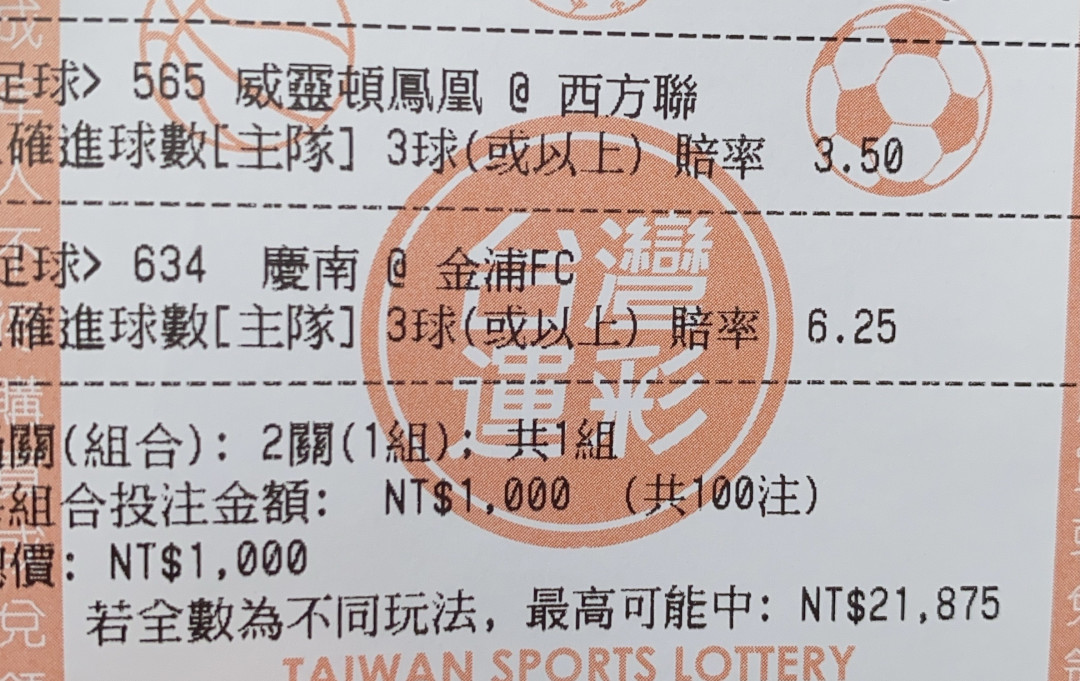 足球> 565 威靈頓鳳凰 @ 西方聯
確進球數[主隊] 3球(或以上) 賠率 3.50
足球> 634 慶南 @ 金浦FC
確進球數[主隊] 3球(或以上) 賠率 6.25
關(組合): 2關(1組); 共1組
組合投注金額: NT$1,000 (共100注)
價: NT$1,000
若全數為不同玩法, 最高可能中: NT$21,875
台灣
運彩
TAIWAN SPORTS LOTTERY